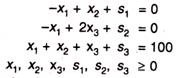 -x₁ + x₂ + s₁ = 0
-x₁ + 2x₃ + s₂ = 0
x₁ + x₂ + x₃ + s₃ = 100
x₁, x₂, x₃, s₁, s₂, s₃ ≥ 0